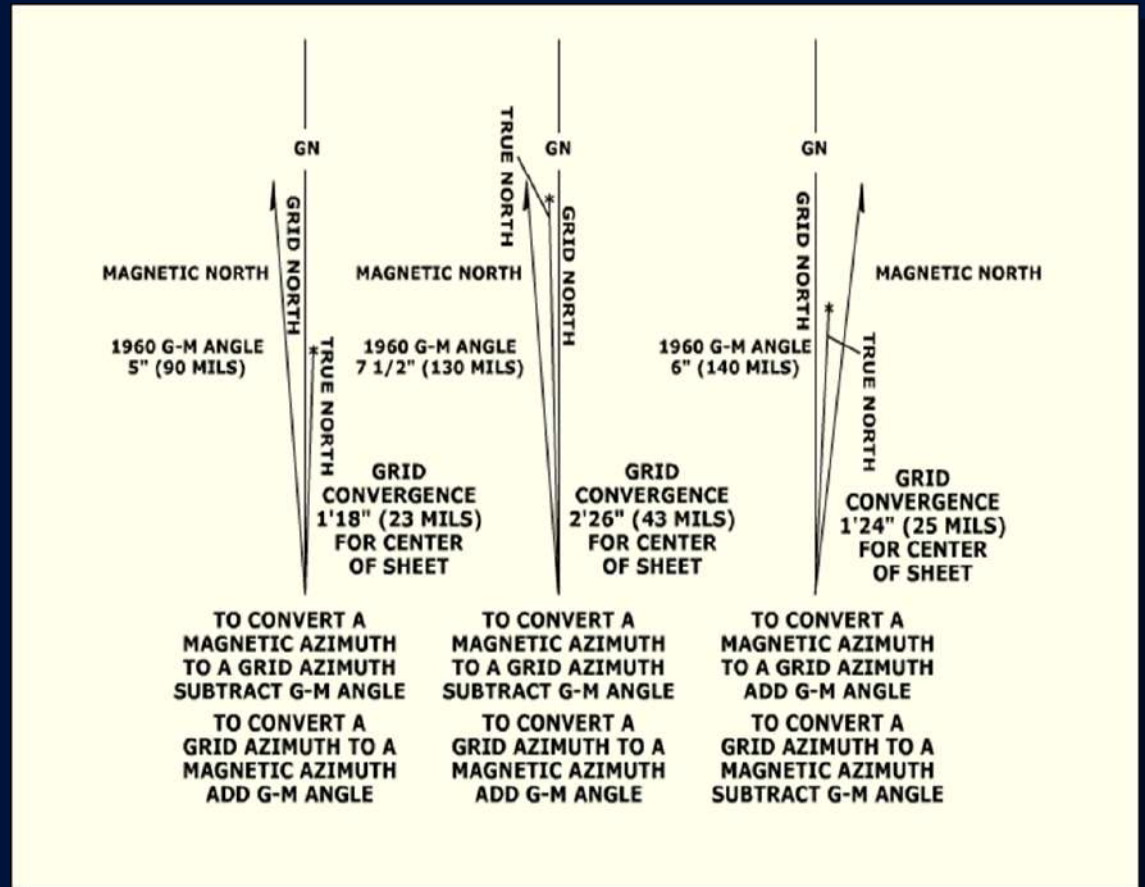 GN
GRID NORTH
MAGNETIC NORTH
1960 G-M ANGLE
5" (90 MILS)
TRUE NORTH
GRID
CONVERGENCE
1'18" (23 MILS)
FOR CENTER
OF SHEET
TO CONVERT A
MAGNETIC AZIMUTH
TO A GRID AZIMUTH
SUBTRACT G-M ANGLE
TO CONVERT A
GRID AZIMUTH TO A
MAGNETIC AZIMUTH
ADD G-M ANGLE
TRUE NORTH
GN
GRID NORTH
MAGNETIC NORTH
1960 G-M ANGLE
7 1/2" (130 MILS)
GRID
CONVERGENCE
2'26" (43 MILS)
FOR CENTER
OF SHEET
TO CONVERT A
MAGNETIC AZIMUTH
TO A GRID AZIMUTH
SUBTRACT G-M ANGLE
TO CONVERT A
GRID AZIMUTH TO A
MAGNETIC AZIMUTH
ADD G-M ANGLE
GN
GRID NORTH
MAGNETIC NORTH
1960 G-M ANGLE
6" (140 MILS)
TRUE NORTH
GRID
CONVERGENCE
1'24" (25 MILS)
FOR CENTER
OF SHEET
TO CONVERT A
MAGNETIC AZIMUTH
TO A GRID AZIMUTH
ADD G-M ANGLE
TO CONVERT A
GRID AZIMUTH TO A
MAGNETIC AZIMUTH
SUBTRACT G-M ANGLE